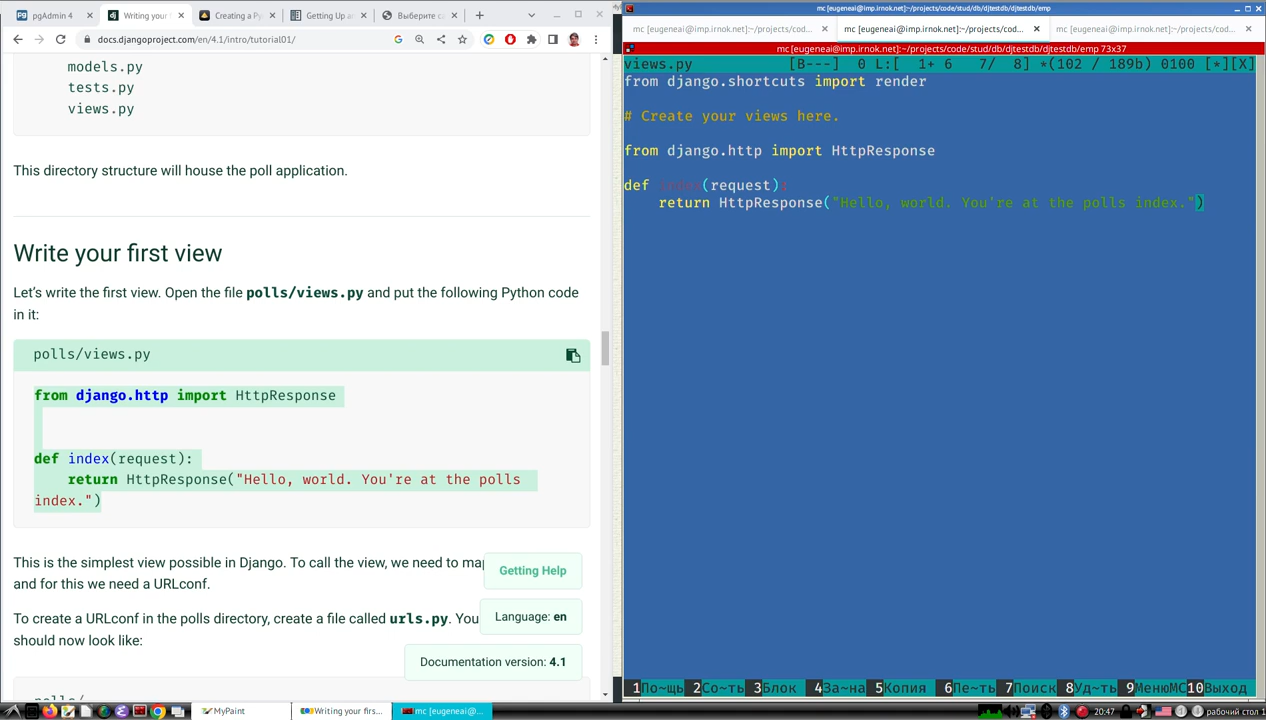 pgAdmin 4
Writing your
Creating a P
Getting Up an
Выберите са
docs.djangoproject.com/en/4.1/intro/tutorial01/
models.py
tests.py
views.py
This directory structure will house the poll application.
Write your first view
Let's write the first view. Open the file polls/views.py and put the following Python code
in it:
polls/views.py
from django.http import HttpResponse
def index(request):
return HttpResponse("Hello, world. You're at the polls
index.")
This is the simplest view possible in Django. To call the view, we need to map
and for this we need a URLconf.
To create a URLconf in the polls directory, create a file called urls.py. You
should now look like:
polls/
Getting Help
Language: en
Documentation version: 4.1
mc [eugeneai@imp.irnok.net]:~/projects/code/stud/db/djtestdb/djtestdb/emp
mc [eugeneai@imp.irnok.net]:~/projects/code...
mc [eugeneai@imp.irnok.net]:~/projects/code...
mc [eugeneai@imp.irnok.net]:~/projects/cod...
mc [eugeneai@imp.irnok.net]:~/projects/code/stud/db/djtestdb/djtestdb/emp 73x37
views.py [B---] 0 L:[ 1+ 6 7/ 8] *(102 / 189b) 0100 [*][X]
from django.shortcuts import render
# Create your views here.
from django.http import HttpResponse
def index(request):
return HttpResponse("Hello, world. You're at the polls index.")
1По~щь 2Со~ть 3Блок 4За~на 5Копия 6Пе~ть 7Поиск 8Уд~ть 9МенюMC10Выход
MyPaint
Writing your firs...
mc [eugeneai@...
20:47
рабочий стол 1